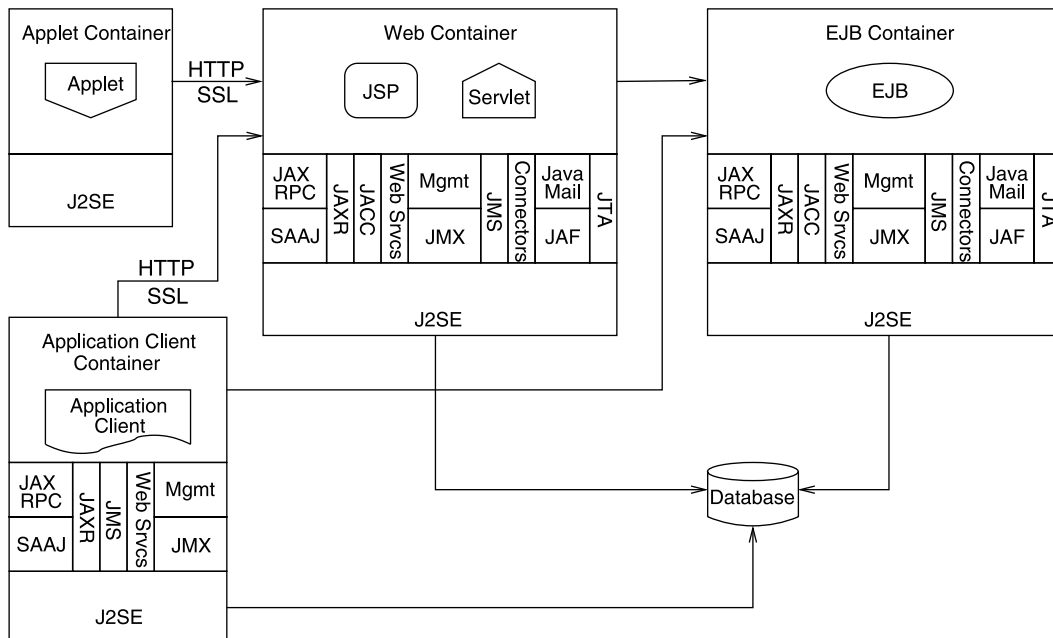 Applet Container
Applet
J2SE
HTTP
SSL
Web Container
JSP
Servlet
JAX
RPC
SAAJ
JAXR
JACC
Web Srvcs
Mgmt
JMX
JMS
Connectors
Java
Mail
JAF
JTA
J2SE
EJB Container
EJB
JAX
RPC
SAAJ
JAXR
JACC
Web Srvcs
Mgmt
JMX
JMS
Connectors
Java
Mail
JAF
JTA
J2SE
HTTP
SSL
Application Client
Container
Application
Client
JAX
RPC
SAAJ
JAXR
JMS
Web Srvcs
Mgmt
JMX
J2SE
Database